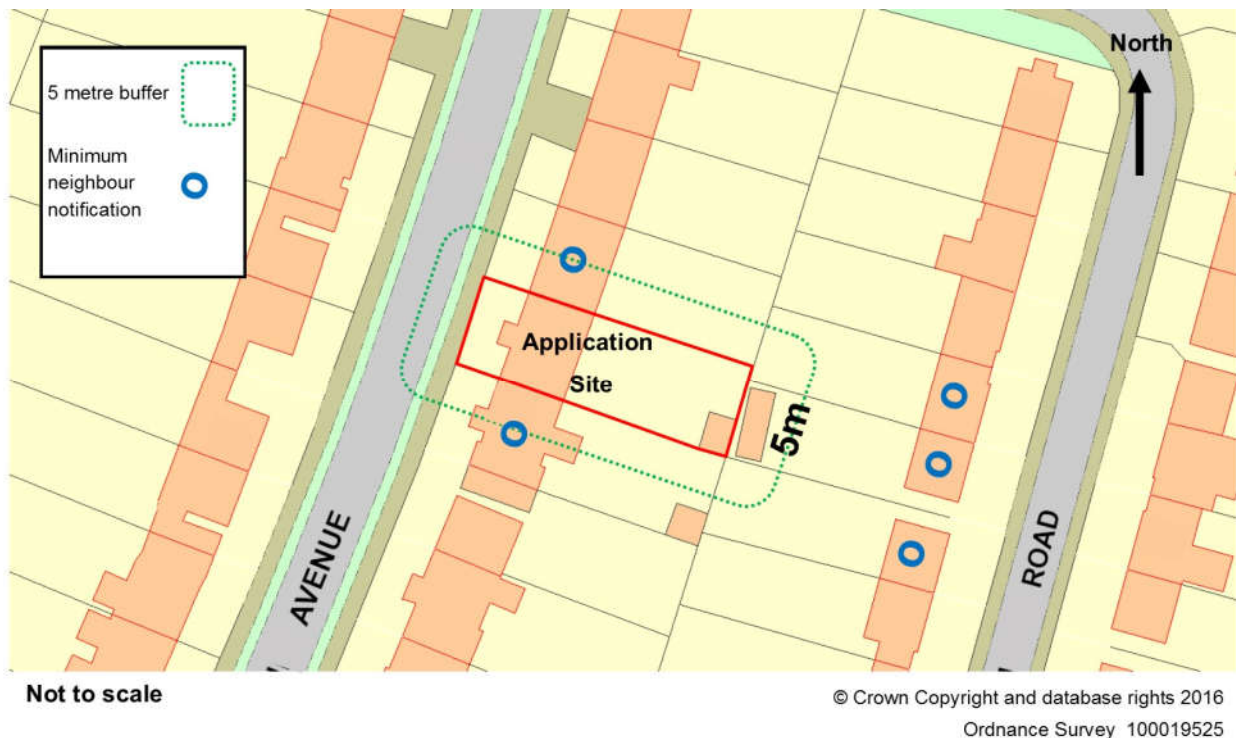 5 metre buffer
Minimum
neighbour
notification
North
Application
Site
5m
AVENUE
ROAD
Not to scale
© Crown Copyright and database rights 2016
Ordnance Survey 100019525